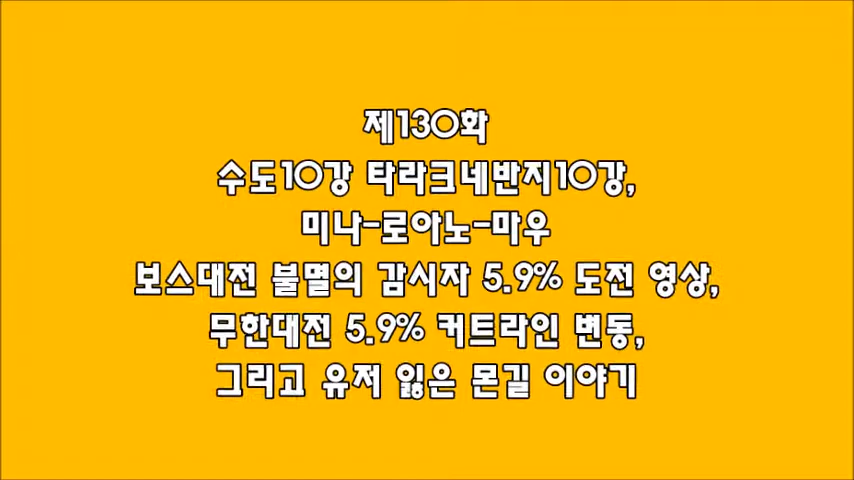 제130화
수도10강 타라크네반지10강,
미나-로아노-마우
보스대전 불멸의 감시자 5.9% 도전 영상,
무한대전 5.9% 커트라인 변동,
그리고 유저 잃은 몬길 이야기